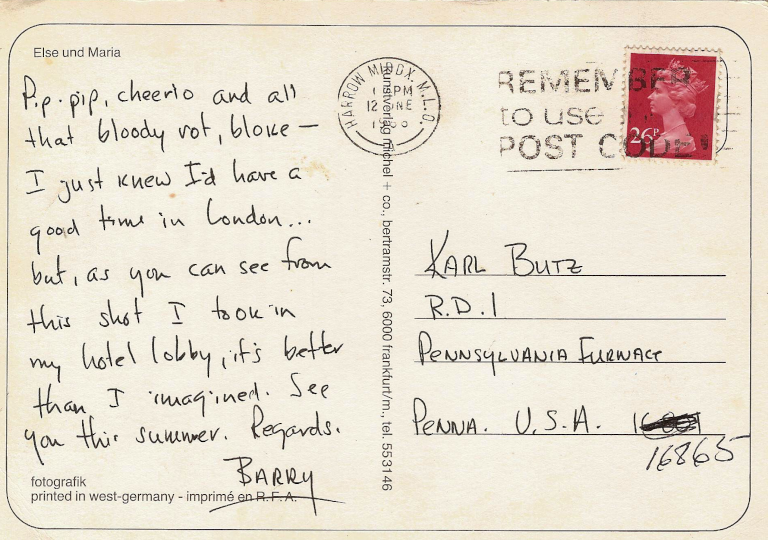 Else und Maria
Pip-pip, cheerio and all
that bloody rot, bloke —
I just knew I'd have a
good time in London...
but, as you can see from
this shot I took in
my hotel lobby, it's better
than I imagined. See
you this summer. Regards.
BARRY
fotografik
printed in west-germany - imprimé en R.F.A.
kunstverlag michel + co., bertramstr. 73, 6000 frankfurt/m., tel. 553146
HARROW MIDDX. M.L.O.
PM
12 JNE
REMEMBER
to use
POST CODE
26P
KARL BUTZ
R.D. 1
PENNSYLVANIA FURNACE
PENNA. U.S.A.
16865